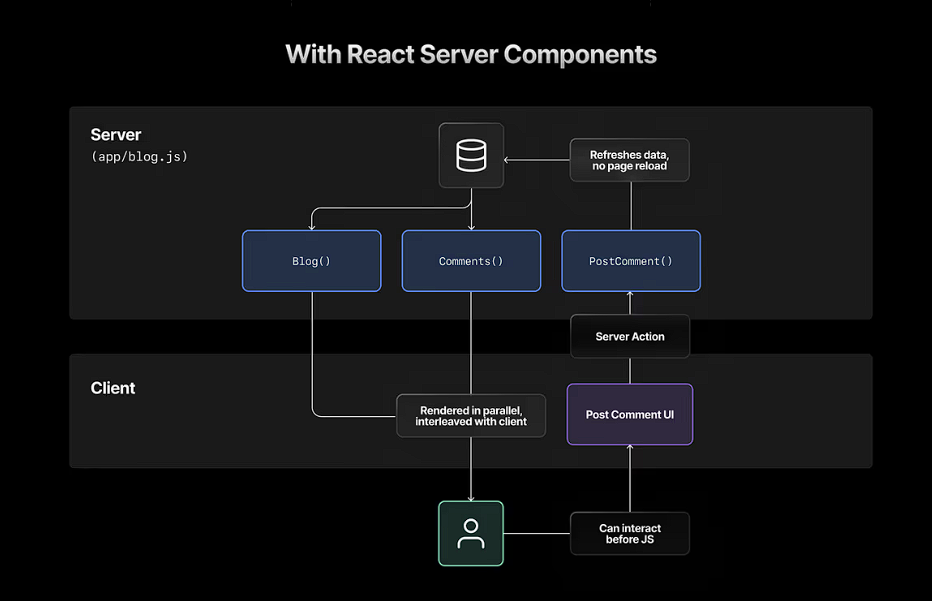 With React Server Components
Server
(app/blog.js)
Refreshes data,
no page reload
Blog()
Comments()
PostComment()
Server Action
Client
Rendered in parallel,
interleaved with client
Post Comment UI
Can interact
before JS